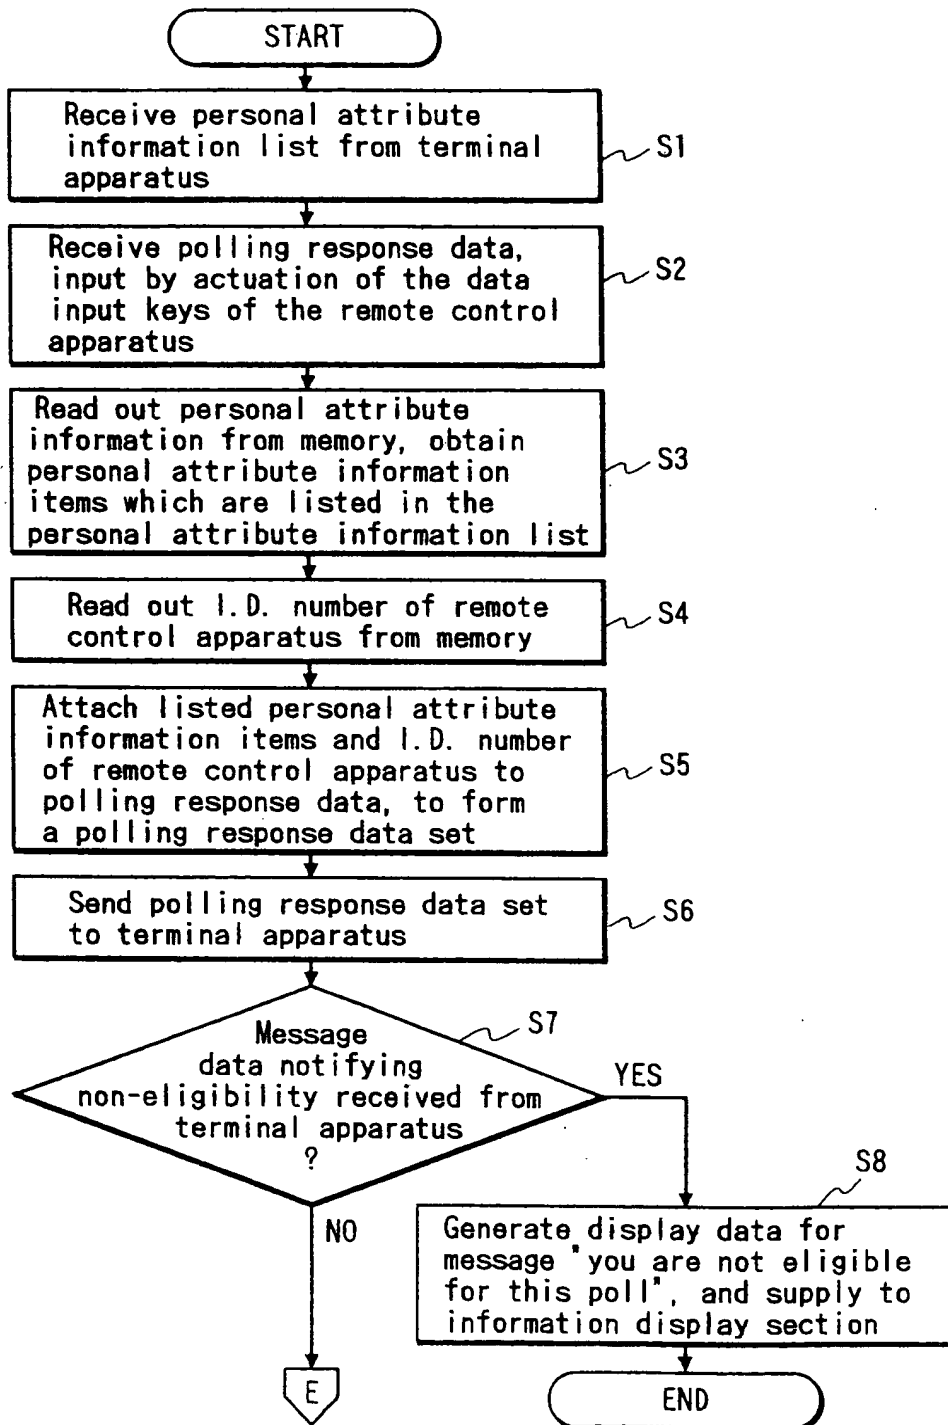 START
Receive personal attribute
information list from terminal
apparatus
S1
Receive polling response data,
input by actuation of the data
input keys of the remote control
apparatus
S2
Read out personal attribute
information from memory, obtain
personal attribute information
items which are listed in the
personal attribute information list
S3
Read out I.D. number of remote
control apparatus from memory
S4
Attach listed personal attribute
information items and I.D. number
of remote control apparatus to
polling response data, to form
a polling response data set
S5
Send polling response data set
to terminal apparatus
S6
Message
data notifying
non-eligibility received from
terminal apparatus
?
S7
YES
NO
S8
Generate display data for
message "you are not eligible
for this poll", and supply to
information display section
E
END